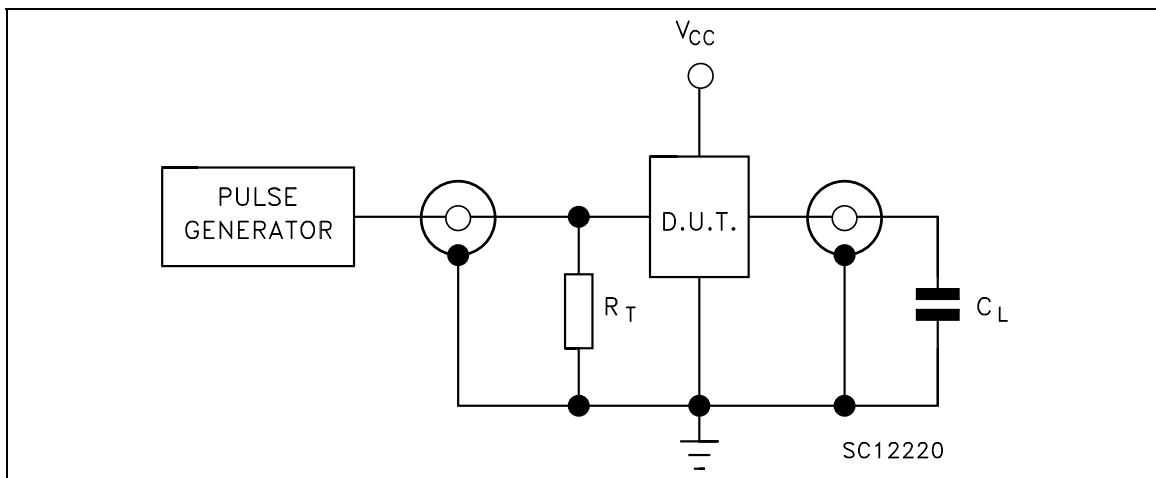 VCC
PULSE
GENERATOR
D.U.T.
RT
CL
SC12220